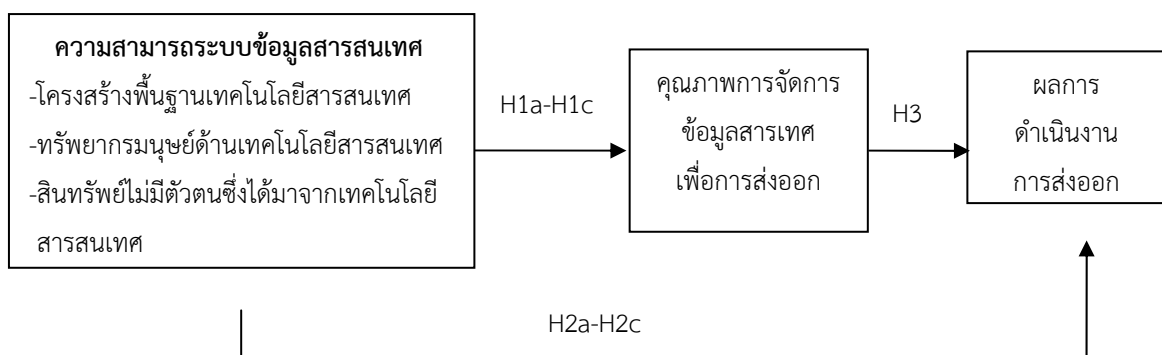 ความสามารถระบบข้อมูลสารสนเทศ
-โครงสร้างพื้นฐานเทคโนโลยีสารสนเทศ
-ทรัพยากรมนุษย์ด้านเทคโนโลยีสารสนเทศ
-สินทรัพย์ไม่มีตัวตนซึ่งได้มาจากเทคโนโลยี
สารสนเทศ
H1a-H1c
คุณภาพการจัดการ
ข้อมูลสารเทศ
เพื่อการส่งออก
H3
ผลการ
ดำเนินงาน
การส่งออก
H2a-H2c